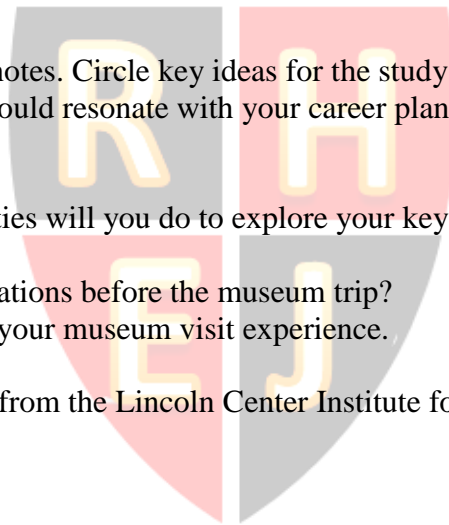 notes. Circle key ideas for the study
ould resonate with your career plan
ties will you do to explore your key
ations before the museum trip?
your museum visit experience.
from the Lincoln Center Institute fo
R H
E J